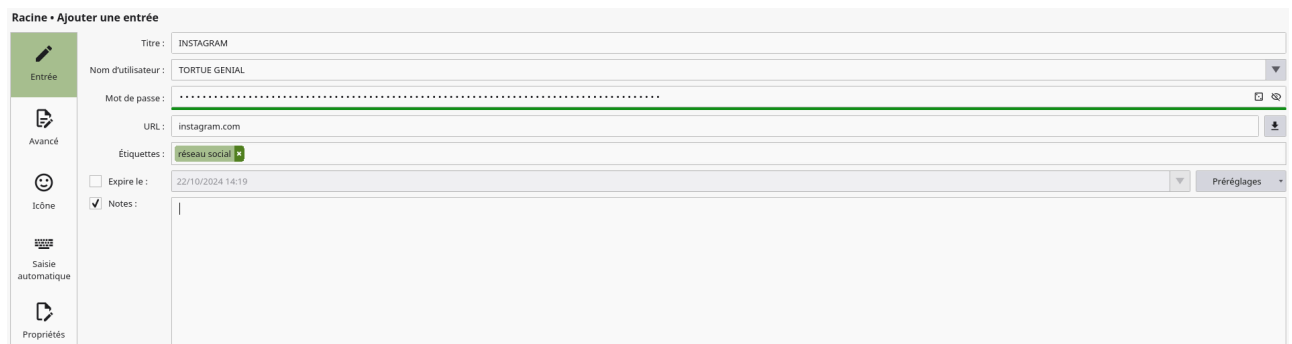 Racine • Ajouter une entrée
Entrée
Avancé
Icône
Saisie
automatique
Propriétés
Titre : INSTAGRAM
Nom d'utilisateur : TORTUE GENIAL
Mot de passe :
URL : instagram.com
Étiquettes : réseau social ×
Expire le : 22/10/2024 14:19 Préréglages
Notes :